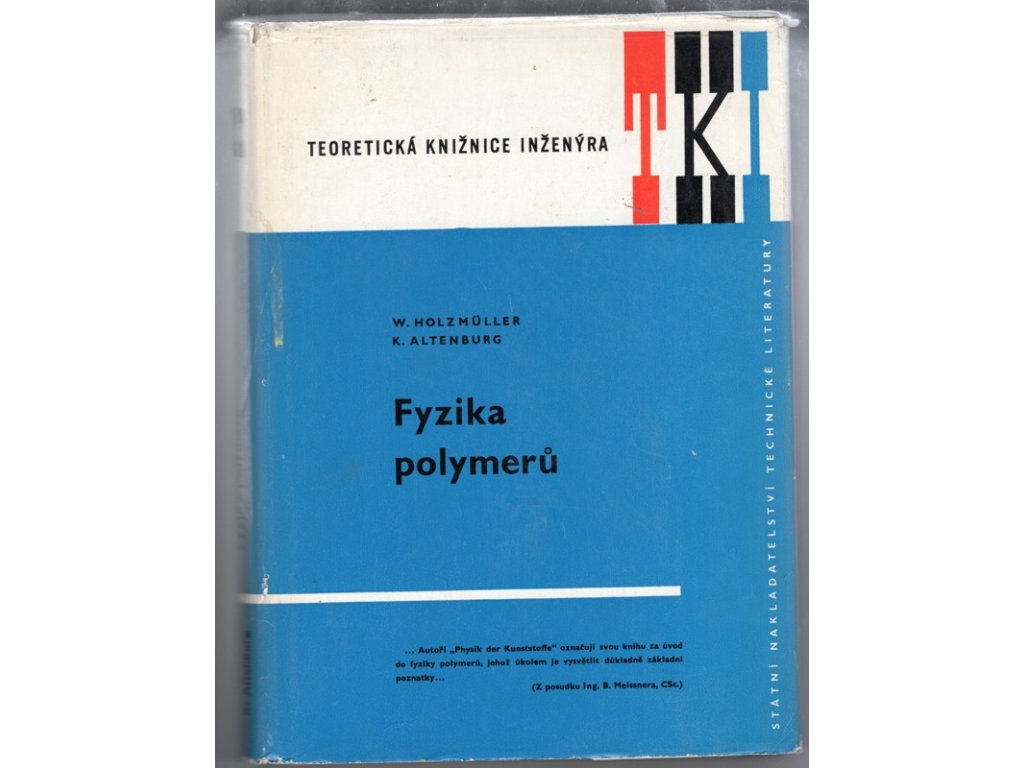 TEORETICKÁ KNIŽNICE INŽENÝRA
TKI
W. HOLZMÜLLER
K. ALTENBURG
Fyzika
polymerů
... Autoři „Physik der Kunststoffe“ označují svou knihu za úvod
do fyziky polymerů, jehož úkolem je vysvětlit důkladně základní
poznatky...
(Z posudku Ing. B. Meissnera, CSc.)
STÁTNÍ NAKLADATELSTVÍ TECHNICKÉ LITERATURY